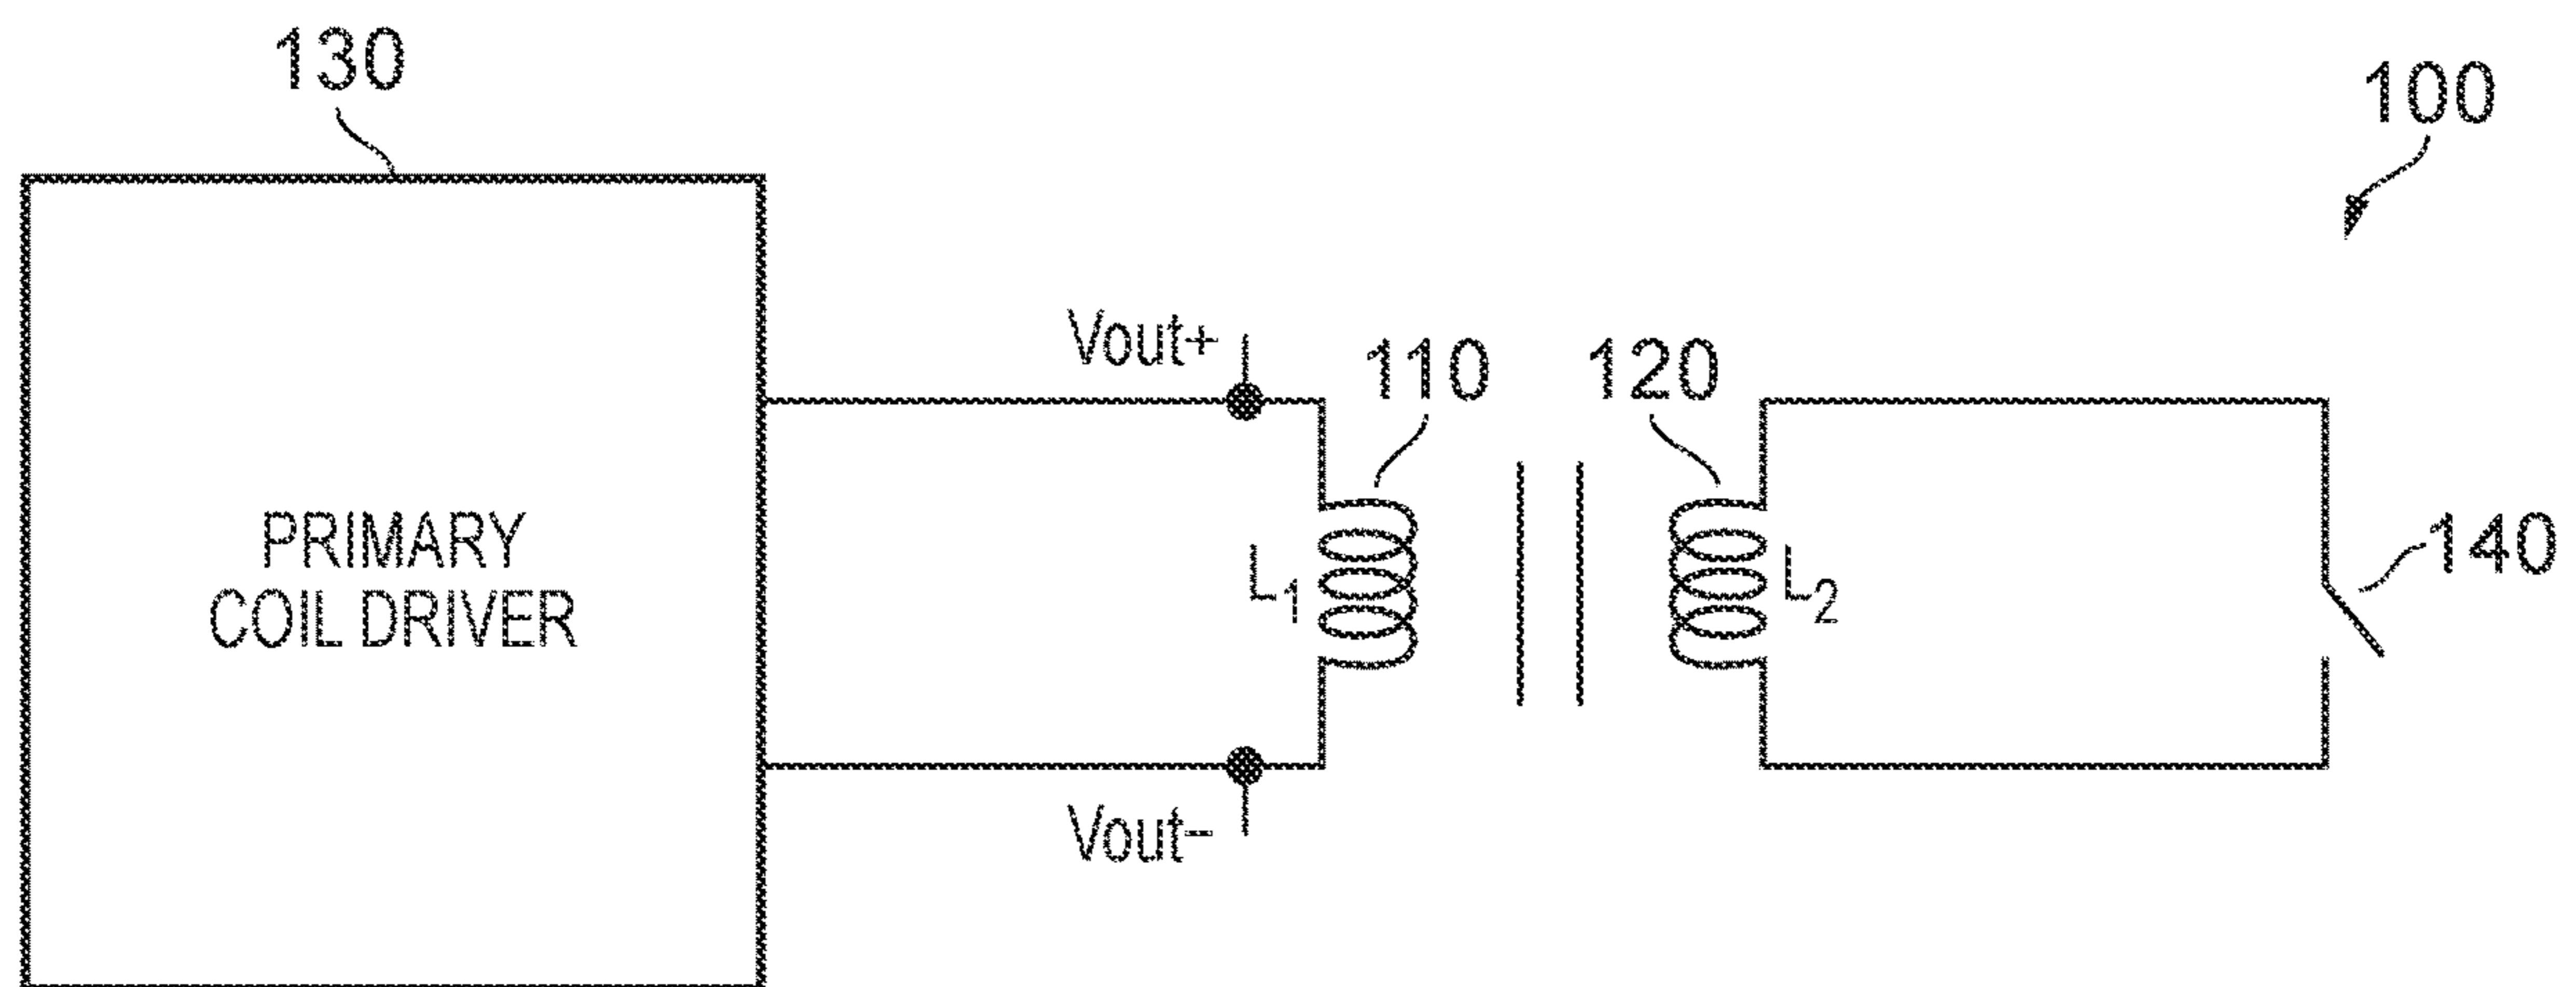 130
100
Vout+
110
120
PRIMARY
COIL DRIVER
L1
L2
140
Vout-